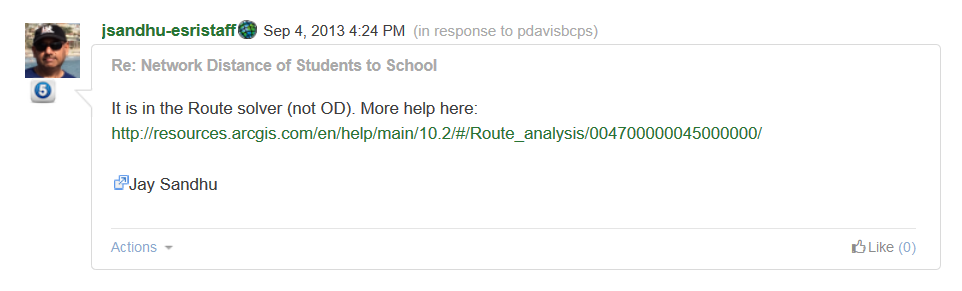 jsandhu-esristaff Sep 4, 2013 4:24 PM (in response to pdavisbcps)
5
Re: Network Distance of Students to School
It is in the Route solver (not OD). More help here:
http://resources.arcgis.com/en/help/main/10.2/#/Route_analysis/004700000045000000/
Jay Sandhu
Actions Like (0)